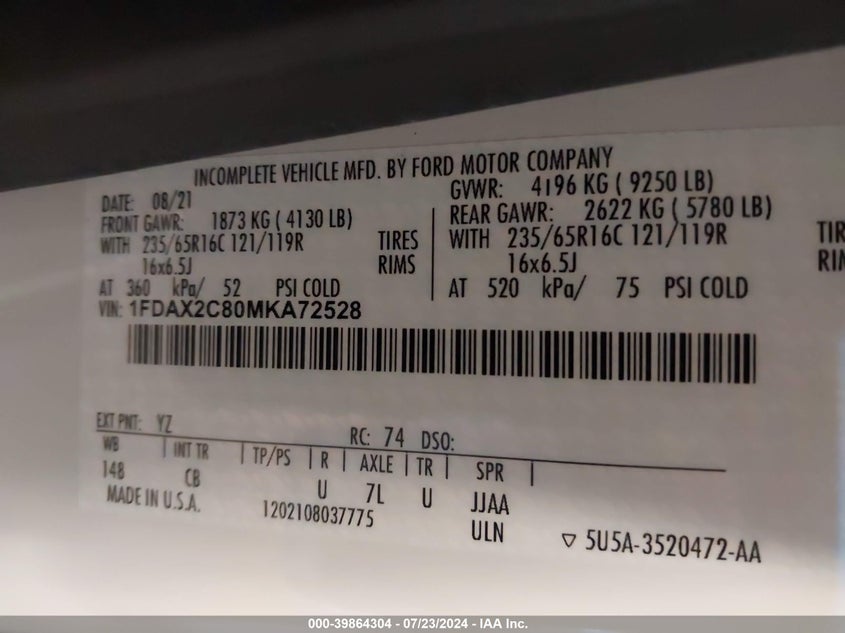 INCOMPLETE VEHICLE MFD. BY FORD MOTOR COMPANY
DATE: 08/21
GVWR: 4196 KG ( 9250 LB)
FRONT GAWR: 1873 KG ( 4130 LB)
REAR GAWR: 2622 KG ( 5780 LB)
WITH 235/65R16C 121/119R TIRES
WITH 235/65R16C 121/119R TIR
16x6.5J RIMS
16x6.5J RIM
AT 360 kPa/ 52 PSI COLD
AT 520 kPa/ 75 PSI COLD
VIN: 1FDAX2C80MKA72528
EXT PNT: YZ RC: 74 DSO:
WB | INT TR | TP/PS | R | AXLE | TR | SPR |
148 CB U 7L U JJAA
MADE IN U.S.A. 1202108037775 ULN ▽ 5U5A-3520472-AA
000-39864304 - 07/23/2024 - IAA Inc.